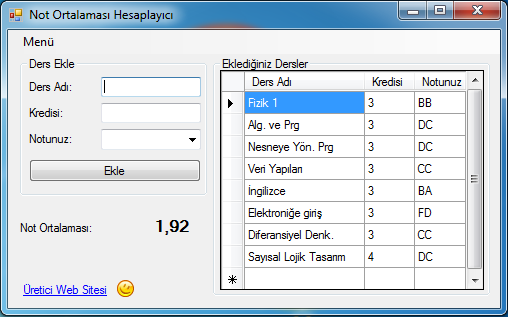 Not Ortalaması Hesaplayıcı
Menü
Ders Ekle
Ders Adı:
Kredisi:
Notunuz:
Ekle
Not Ortalaması: 1,92
Üretici Web Sitesi
Eklediğiniz Dersler
Ders Adı Kredisi Notunuz
Fizik 1 3 BB
Alg. ve Prg 3 DC
Nesneye Yön. Prg 3 DC
Veri Yapıları 3 CC
İngilizce 3 BA
Elektroniğe giriş 3 FD
Diferansiyel Denk. 3 CC
Sayısal Lojik Tasarım 4 DC